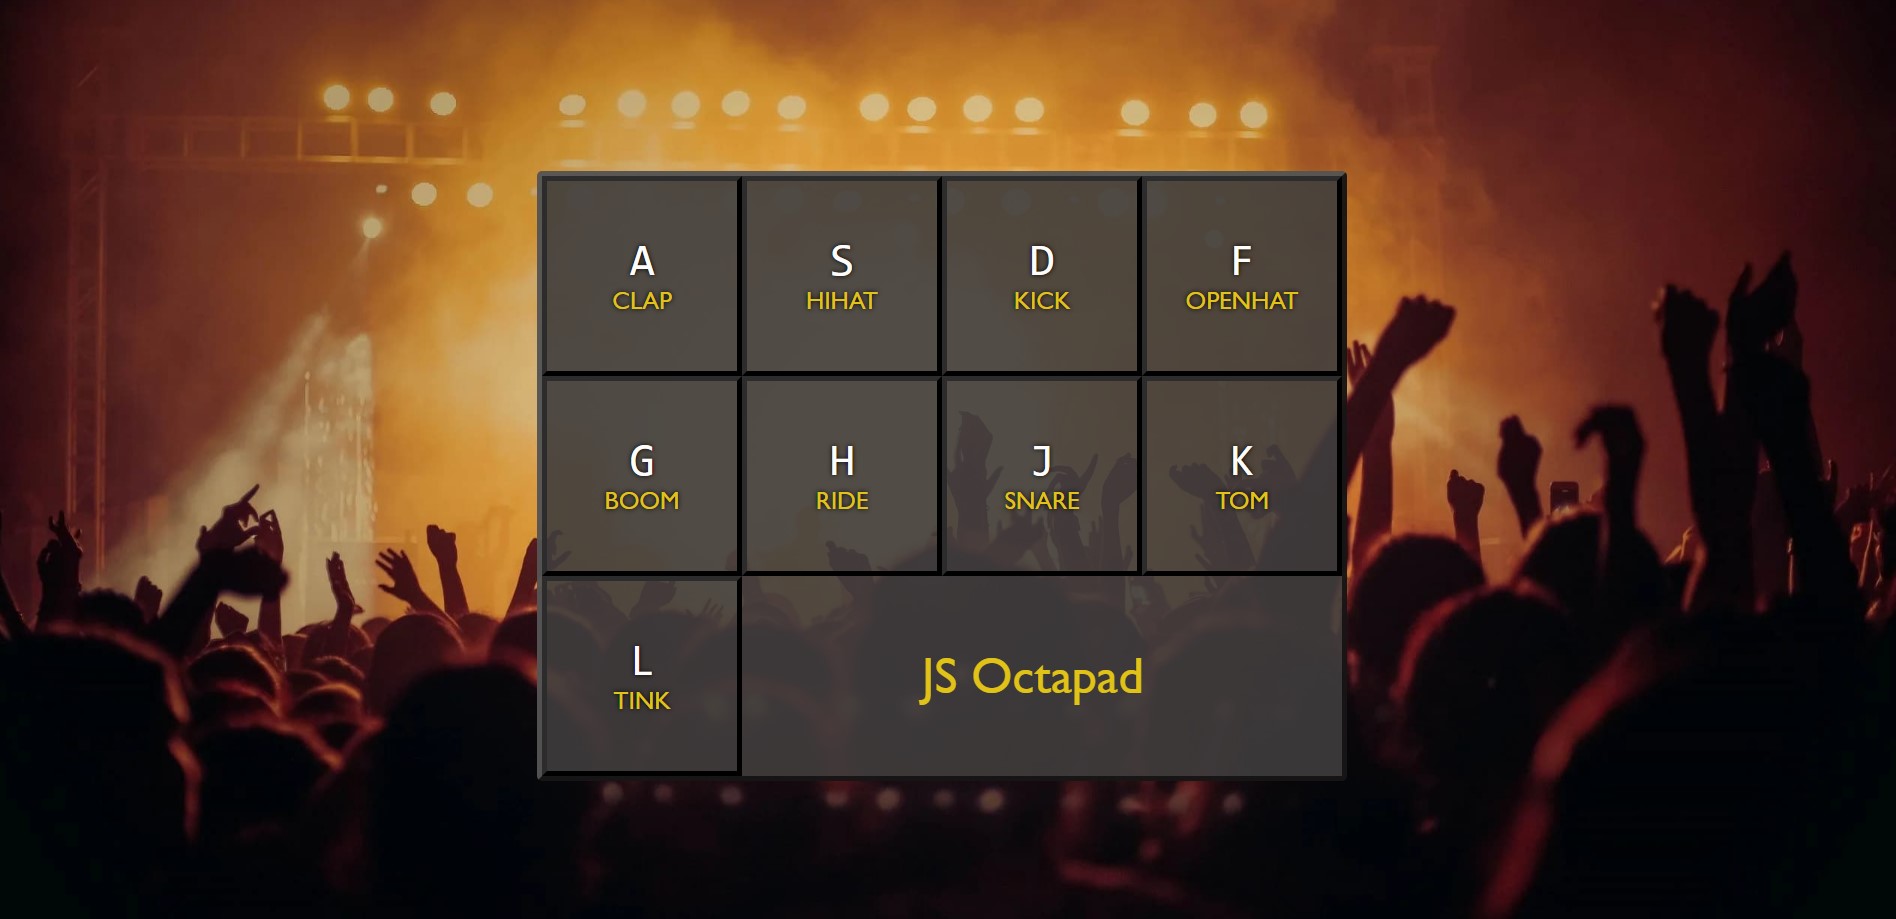 A
CLAP
S
HIHAT
D
KICK
F
OPENHAT
G
BOOM
H
RIDE
J
SNARE
K
TOM
L
TINK
JS Octapad